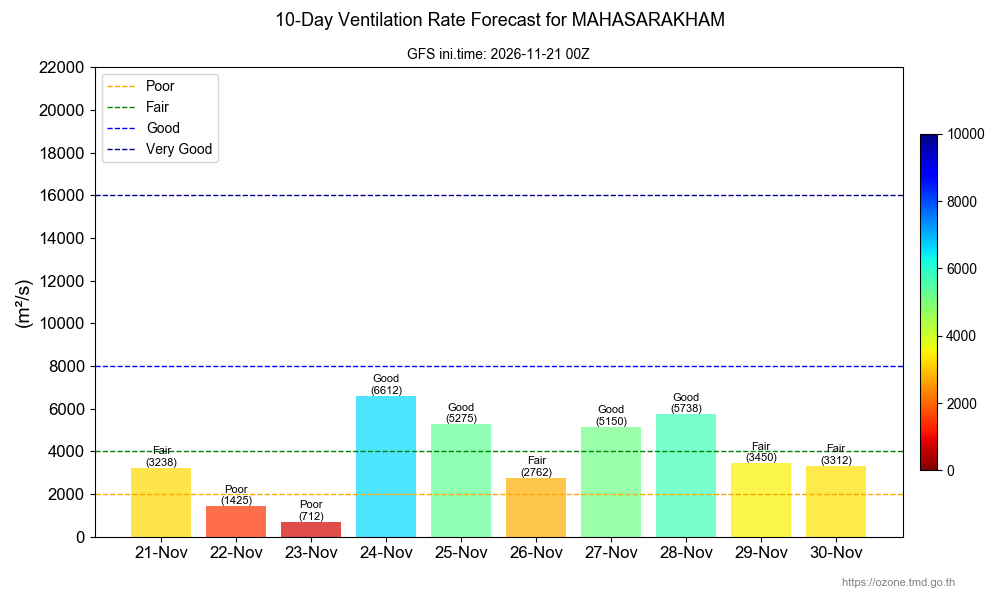 10-Day Ventilation Rate Forecast for MAHASARAKHAM
GFS ini.time: 2026-11-21 00Z
22000
20000
18000
16000
14000
12000
10000
8000
6000
4000
2000
0
(m²/s)
Poor
Fair
Good
Very Good
Fair
(3238)
Poor
(1425)
Poor
(712)
Good
(6612)
Good
(5275)
Fair
(2762)
Good
(5150)
Good
(5738)
Fair
(3450)
Fair
(3312)
21-Nov
22-Nov
23-Nov
24-Nov
25-Nov
26-Nov
27-Nov
28-Nov
29-Nov
30-Nov
10000
8000
6000
4000
2000
0
https://ozone.tmd.go.th